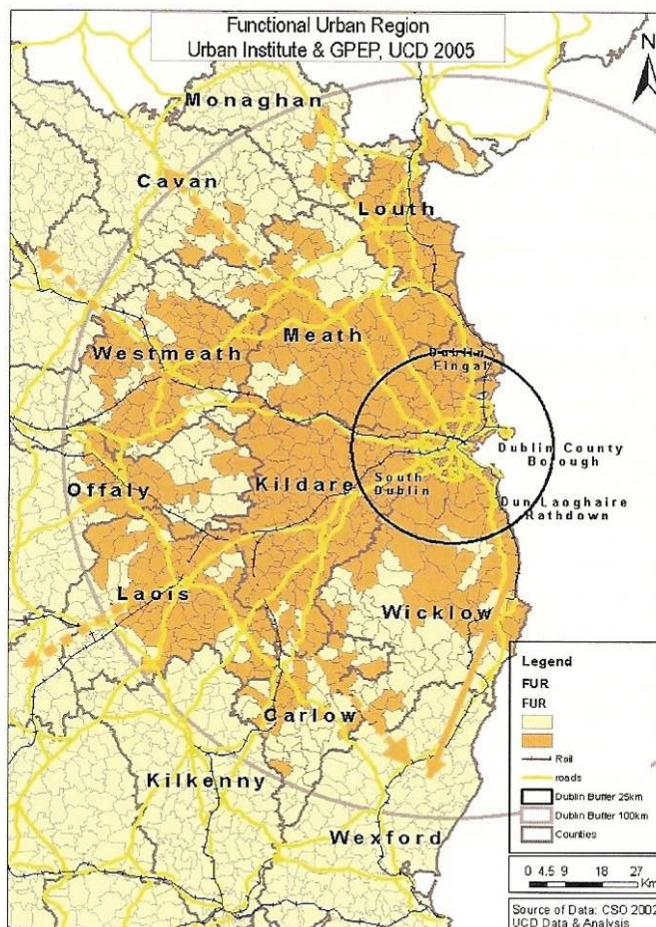 Functional Urban Region
Urban Institute & GPEP, UCD 2005
N
Monaghan
Cavan
Louth
Meath
Westmeath
Dublin
Fingal
Dublin County
Borough
South
Dublin
Kildare
Offaly
Dun Laoghaire
Rathdown
Laois
Wicklow
Carlow
Kilkenny
Wexford
Legend
FUR
FUR
Rail
roads
Dublin Buffer 25km
Dublin Buffer 100km
Counties
0 4.5 9 18 27
Km
Source of Data: CSO 2002
UCD Data & Analysis